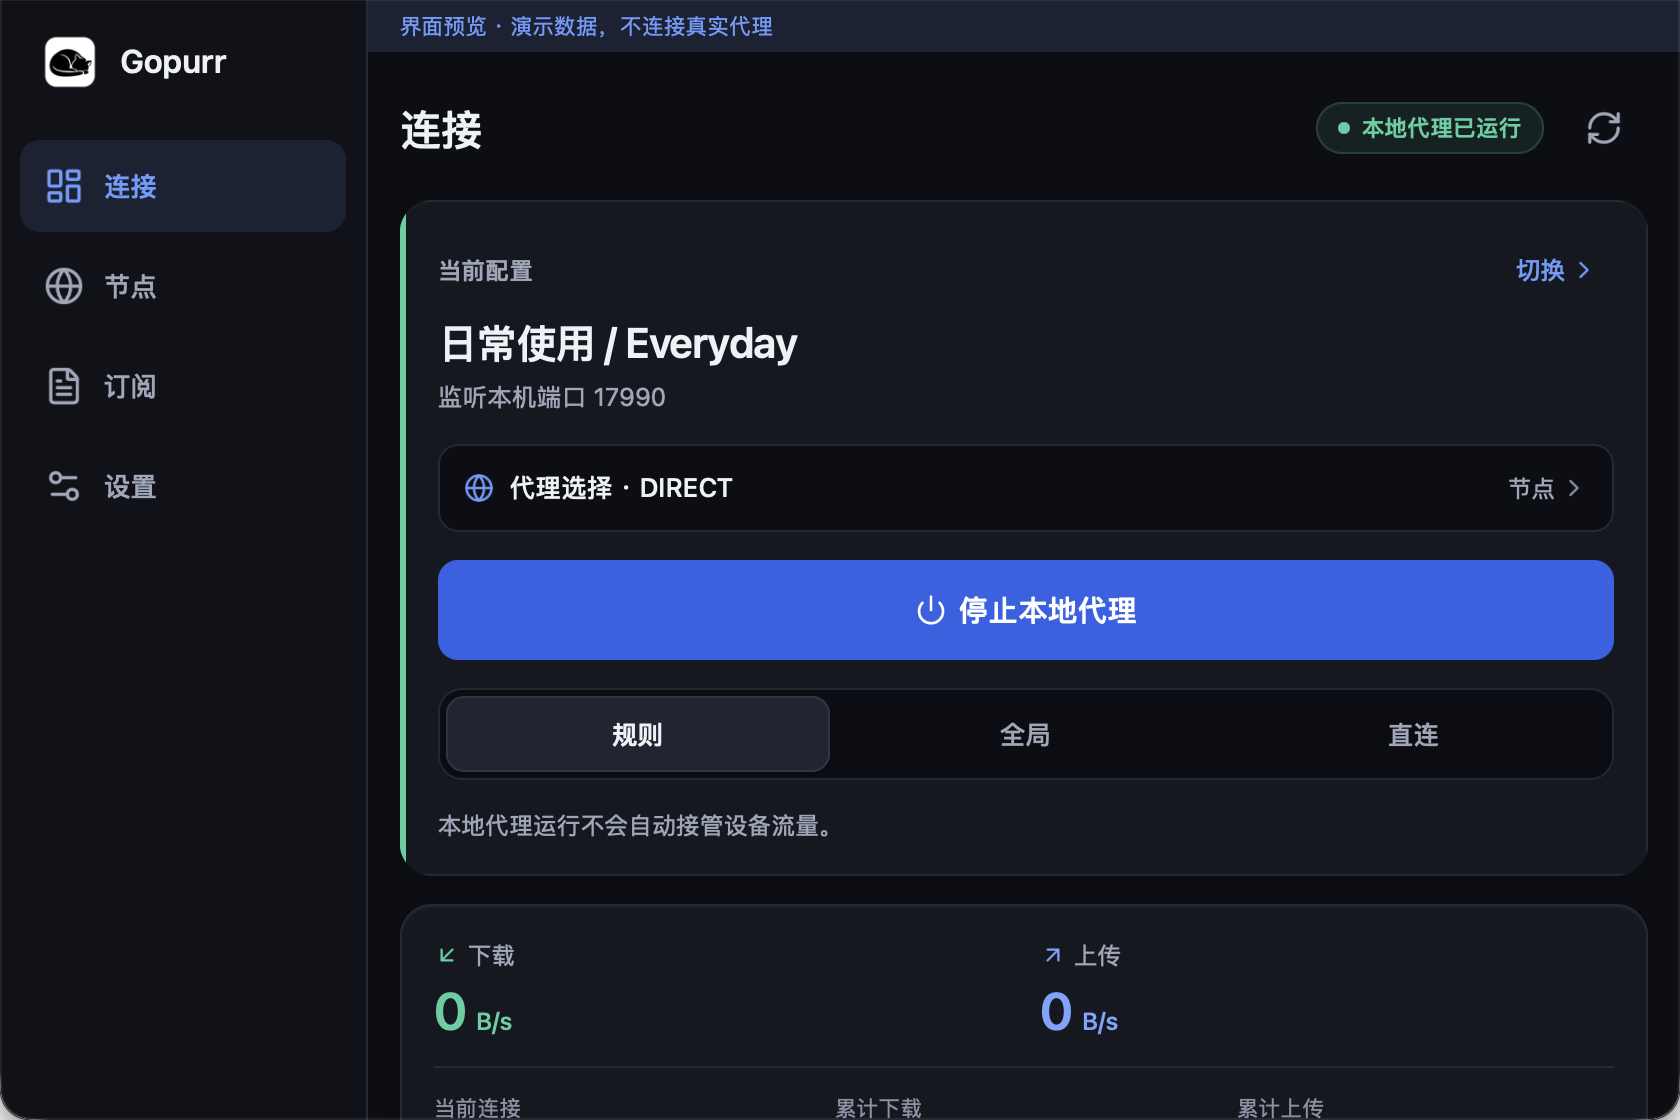 Gopurr
连接
节点
订阅
设置
界面预览 · 演示数据，不连接真实代理
连接
本地代理已运行
当前配置
切换
日常使用 / Everyday
监听本机端口 17990
代理选择 · DIRECT
节点
停止本地代理
规则
全局
直连
本地代理运行不会自动接管设备流量。
下载
上传
0 B/s
0 B/s
当前连接
累计下载
累计上传